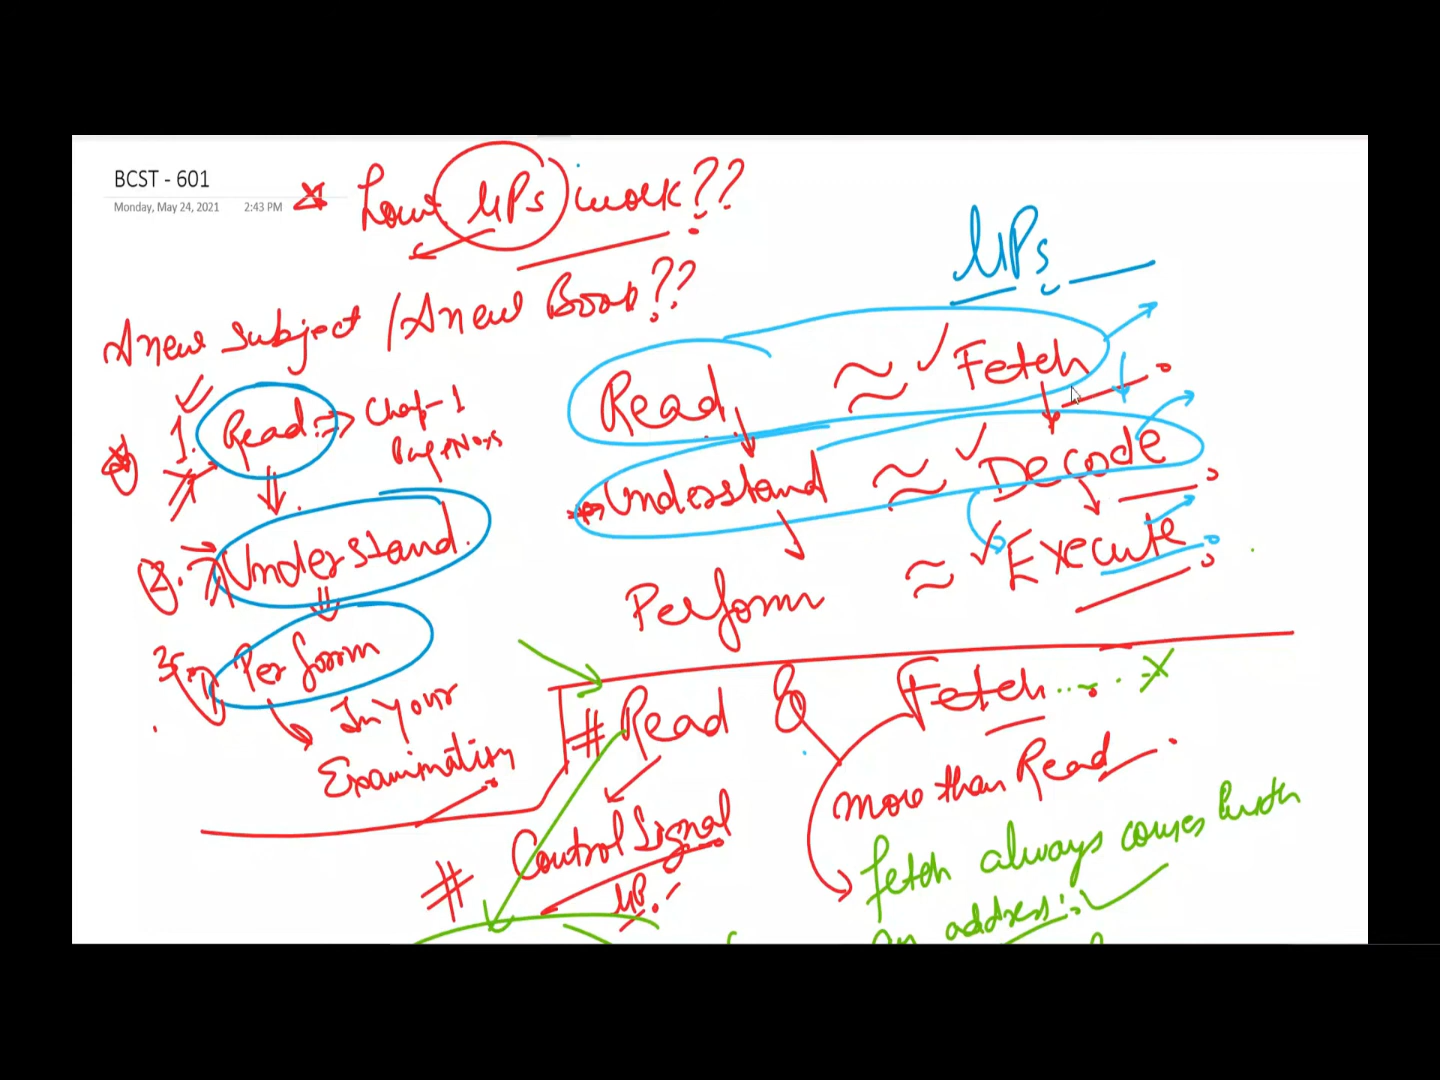 BCST - 601
Monday, May 24, 2021 2:43 PM
How MPs work??
A new subject / A new Book??
1. Read. ⇒ Chap-1
Page Nos
2. Understand.
3. Perform
In Your
Examination
MPs
Read ≈ ✓ Fetch
Understand ≈ ✓ Decode
Perform ≈ ✓ Execute
# Read & Fetch
more than Read
# Control Signal
MP.
fetch always comes with
an address